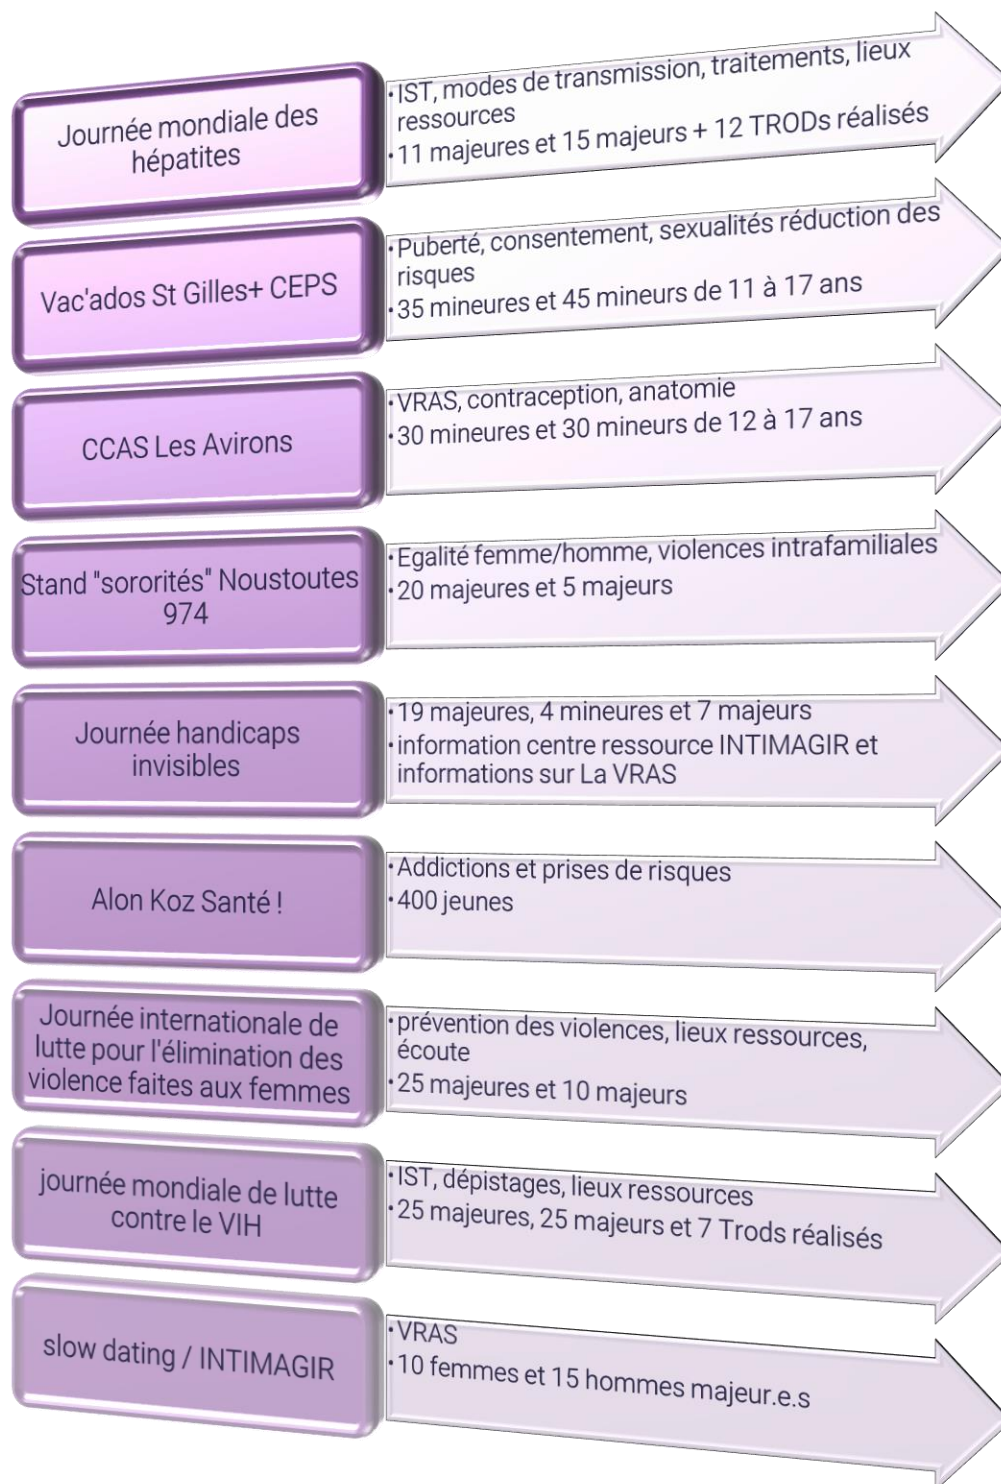 Journée mondiale des
hépatites
·IST, modes de transmission, traitements, lieux
ressources
·11 majeures et 15 majeurs + 12 TRODs réalisés
Vac'ados St Gilles+ CEPS
·Puberté, consentement, sexualités réduction des
risques
·35 mineures et 45 mineurs de 11 à 17 ans
CCAS Les Avirons
·VRAS, contraception, anatomie
·30 mineures et 30 mineurs de 12 à 17 ans
Stand "sororités" Noustoutes
974
·Egalité femme/homme, violences intrafamiliales
·20 majeures et 5 majeurs
Journée handicaps
invisibles
·19 majeures, 4 mineures et 7 majeurs
·information centre ressource INTIMAGIR et
informations sur La VRAS
Alon Koz Santé !
·Addictions et prises de risques
·400 jeunes
Journée internationale de
lutte pour l'élimination des
violence faites aux femmes
·prévention des violences, lieux ressources,
écoute
·25 majeures et 10 majeurs
journée mondiale de lutte
contre le VIH
·IST, dépistages, lieux ressources
·25 majeures, 25 majeurs et 7 Trods réalisés
slow dating / INTIMAGIR
·VRAS
·10 femmes et 15 hommes majeur.e.s